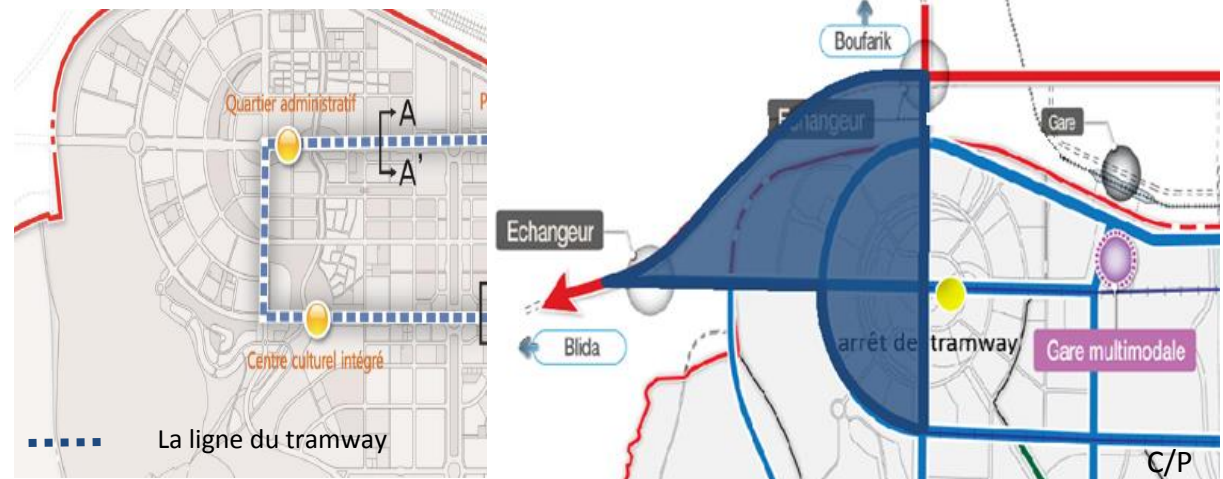 Quartier administratif
A
A'
P
Centre culturel intégré
La ligne du tramway
Boufarik
Echangeur
Gare
Echangeur
Blida
arrêt de tramway
Gare multimodale
C/P